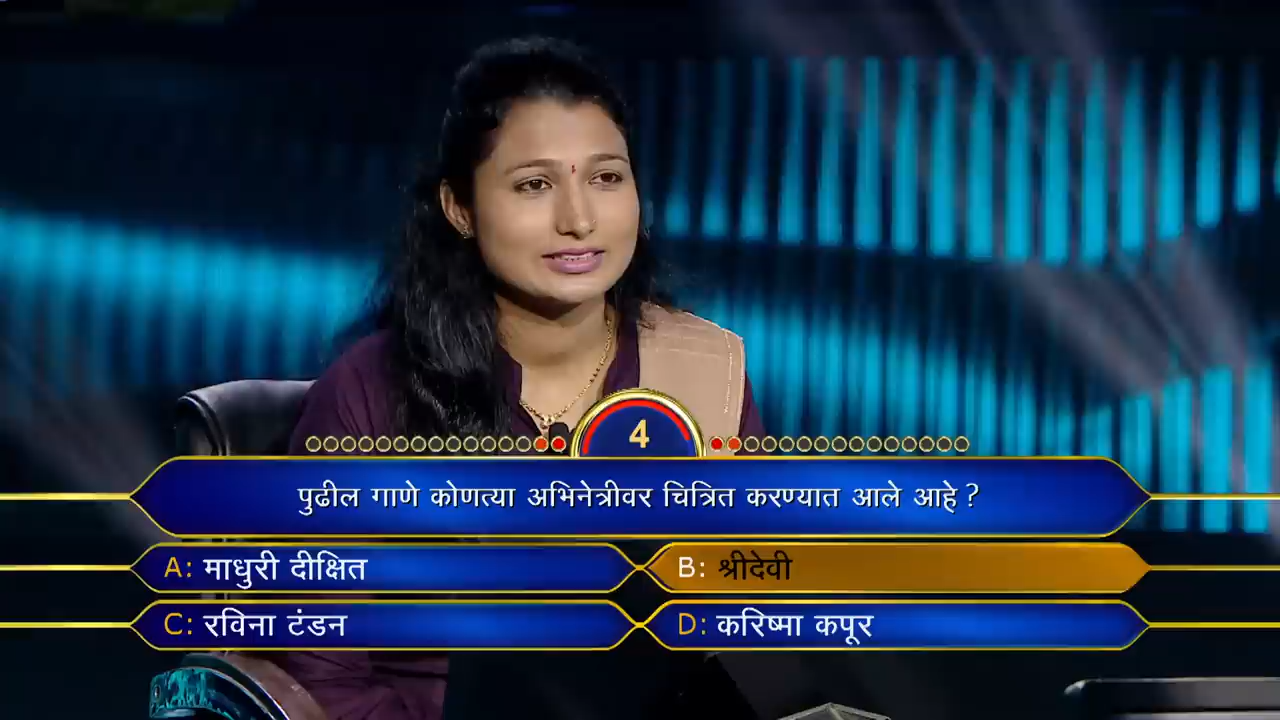 4
पुढील गाणे कोणत्या अभिनेत्रीवर चित्रित करण्यात आले आहे ?
A: माधुरी दीक्षित
B: श्रीदेवी
C: रविना टंडन
D: करिष्मा कपूर